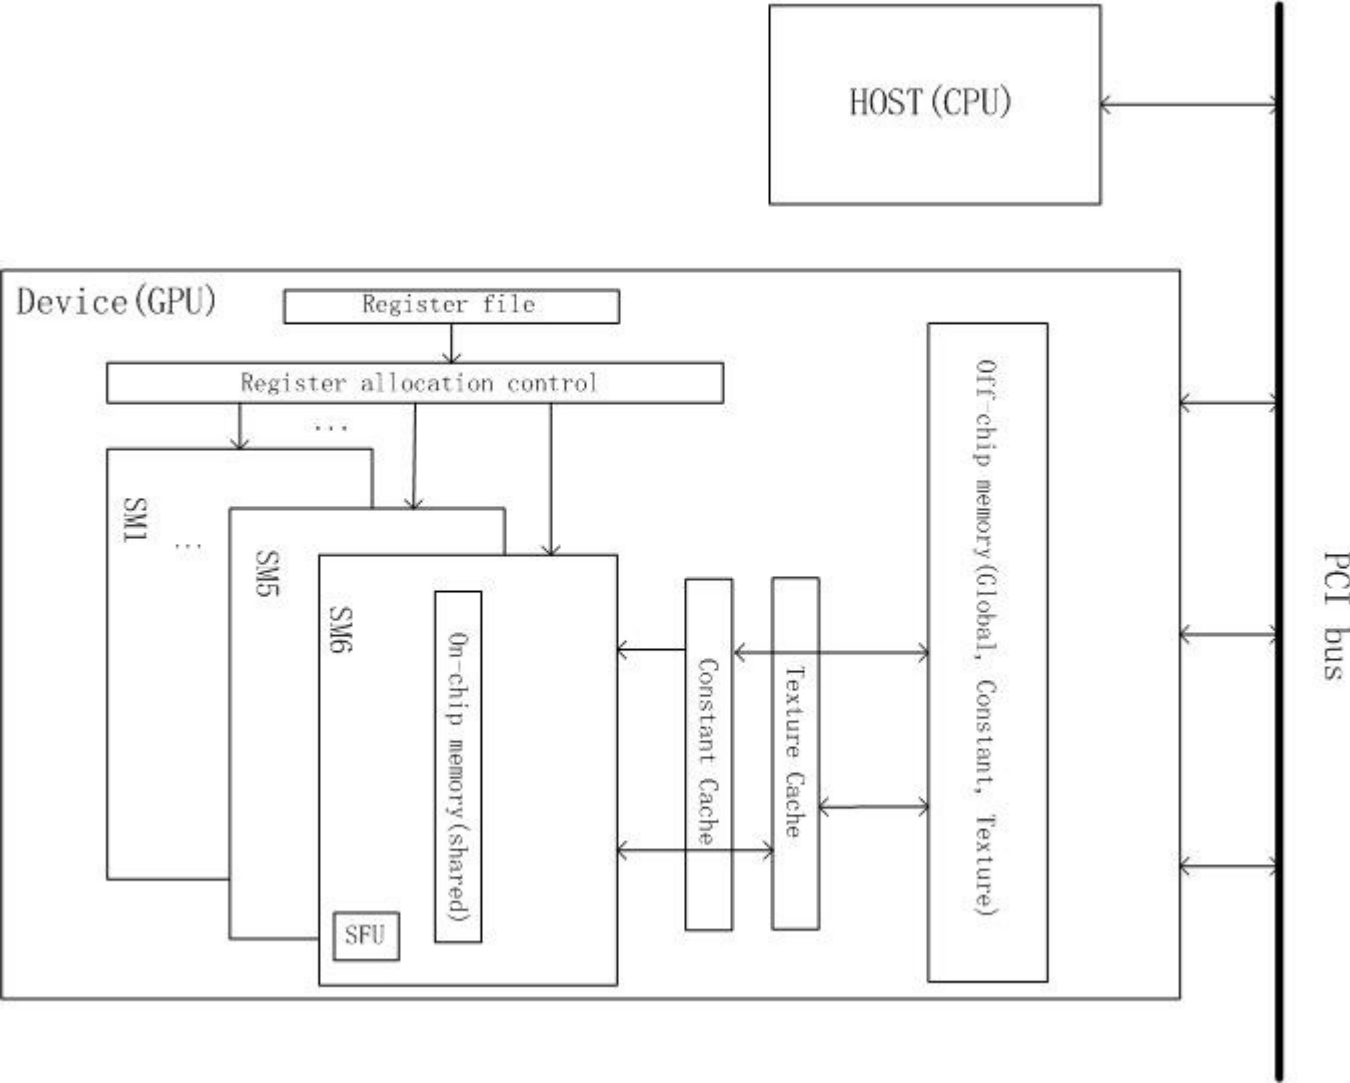 HOST(CPU)
Device(GPU)
Register file
Register allocation control
...
SM1
...
SM5
SM6
On-chip memory(shared)
SFU
Constant Cache
Texture Cache
Off-chip memory(Global, Constant, Texture)
PCI bus